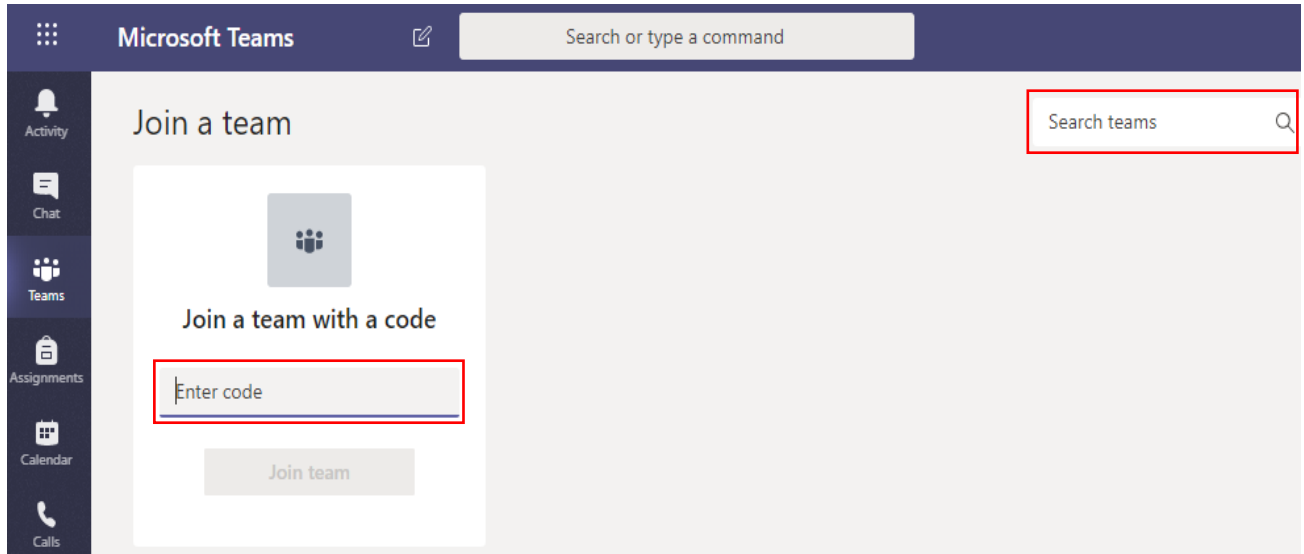 Microsoft Teams
Search or type a command
Activity
Chat
Teams
Assignments
Calendar
Calls
Join a team
Search teams
Join a team with a code
Enter code
Join team